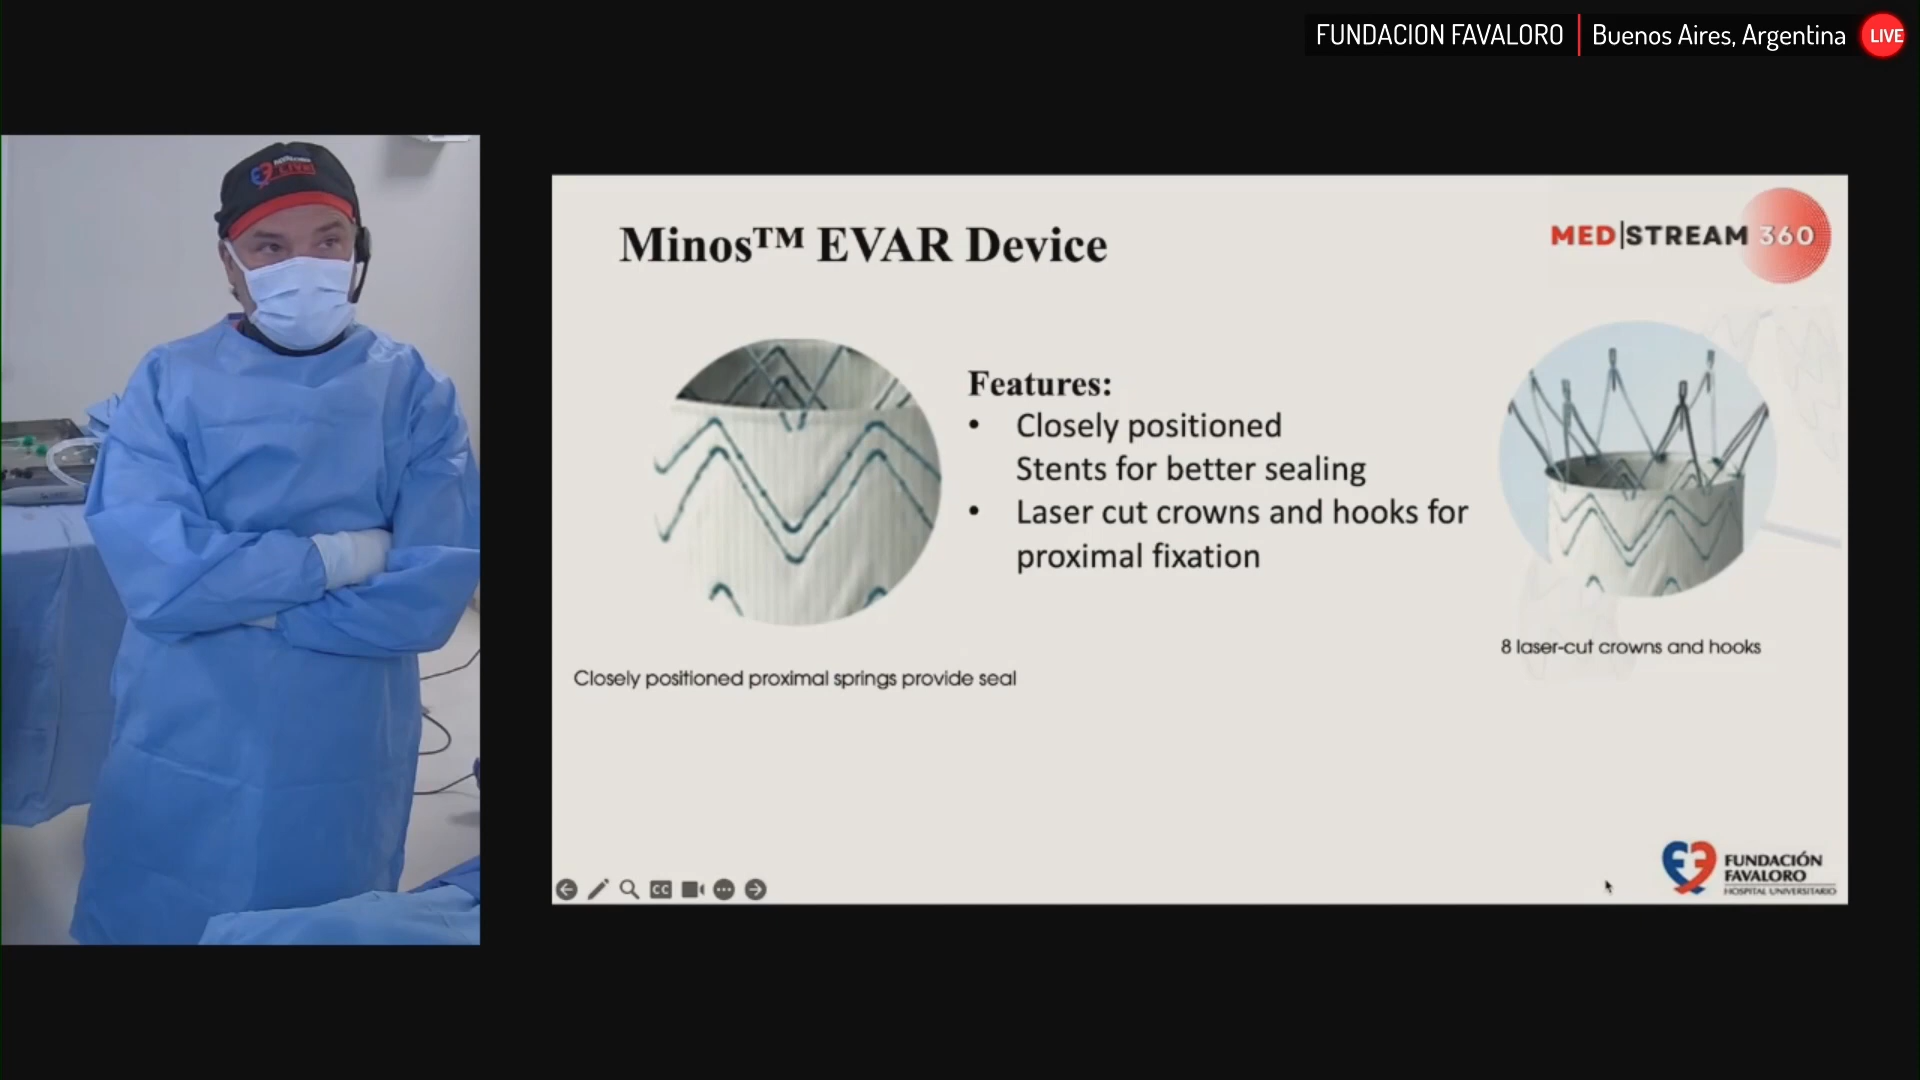 FUNDACION FAVALORO | Buenos Aires, Argentina LIVE
LIVE
Minos™ EVAR Device
MED|STREAM 360
Features:
• Closely positioned
Stents for better sealing
• Laser cut crowns and hooks for
proximal fixation
8 laser-cut crowns and hooks
Closely positioned proximal springs provide seal
CC
FUNDACIÓN
FAVALORO
HOSPITAL UNIVERSITARIO